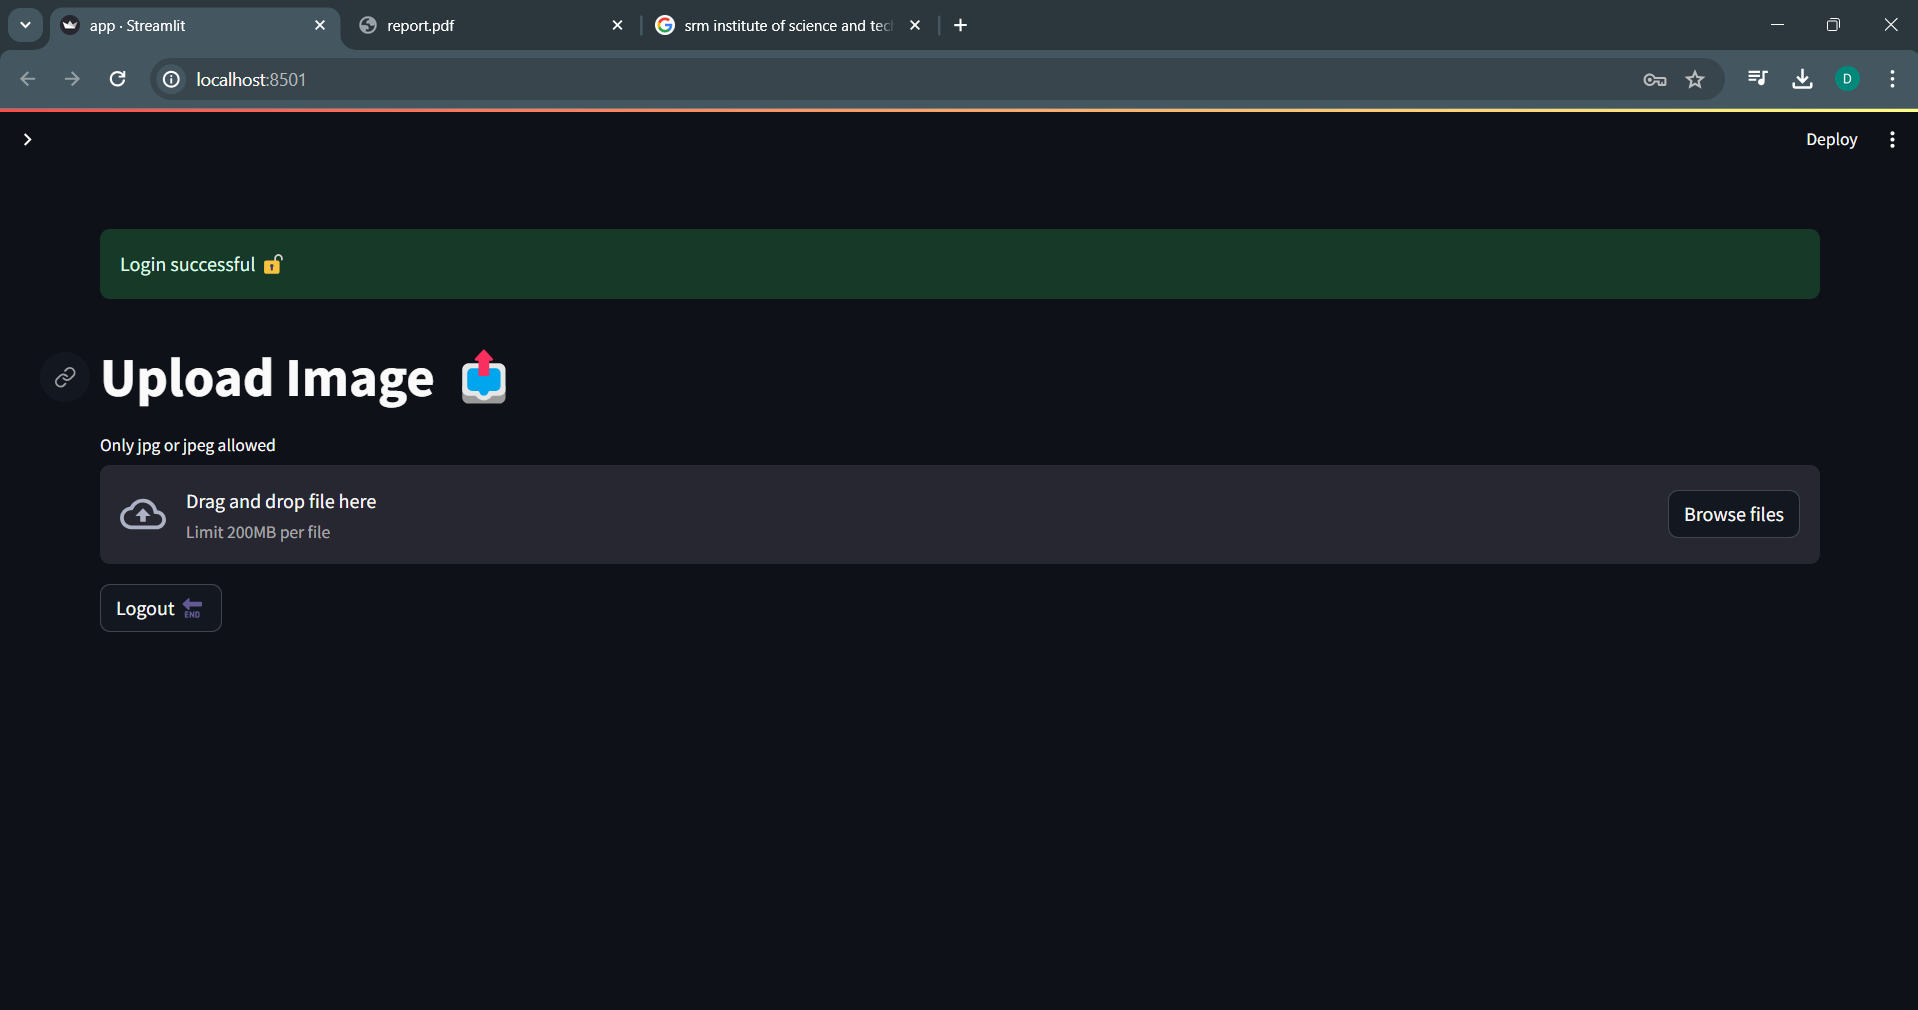 app · Streamlit
report.pdf
srm institute of science and tec
localhost:8501
D
Deploy
Login successful
Upload Image
Only jpg or jpeg allowed
Drag and drop file here
Limit 200MB per file
Browse files
Logout
END